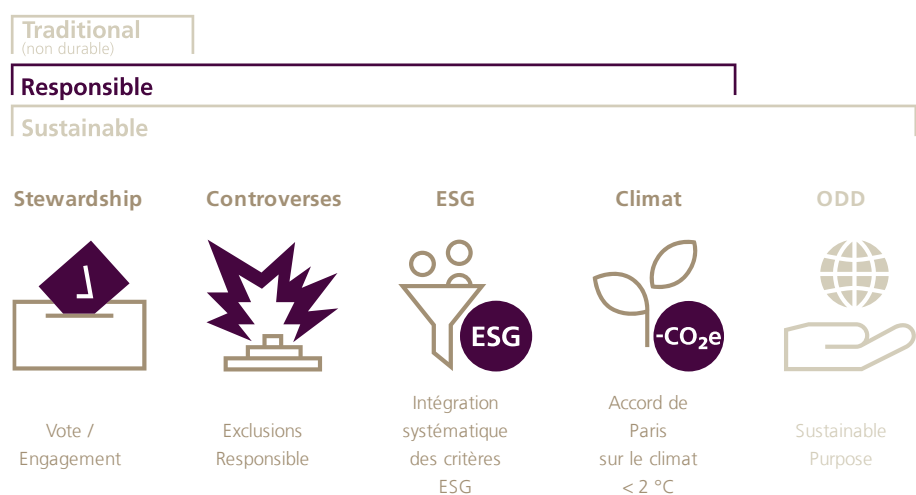 Traditional
(non durable)
Responsible
Sustainable
Stewardship
Controverses
ESG
Climat
ODD
ESG
-CO₂e
Vote /
Engagement
Exclusions
Responsible
Intégration
systématique
des critères
ESG
Accord de
Paris
sur le climat
< 2 °C
Sustainable
Purpose